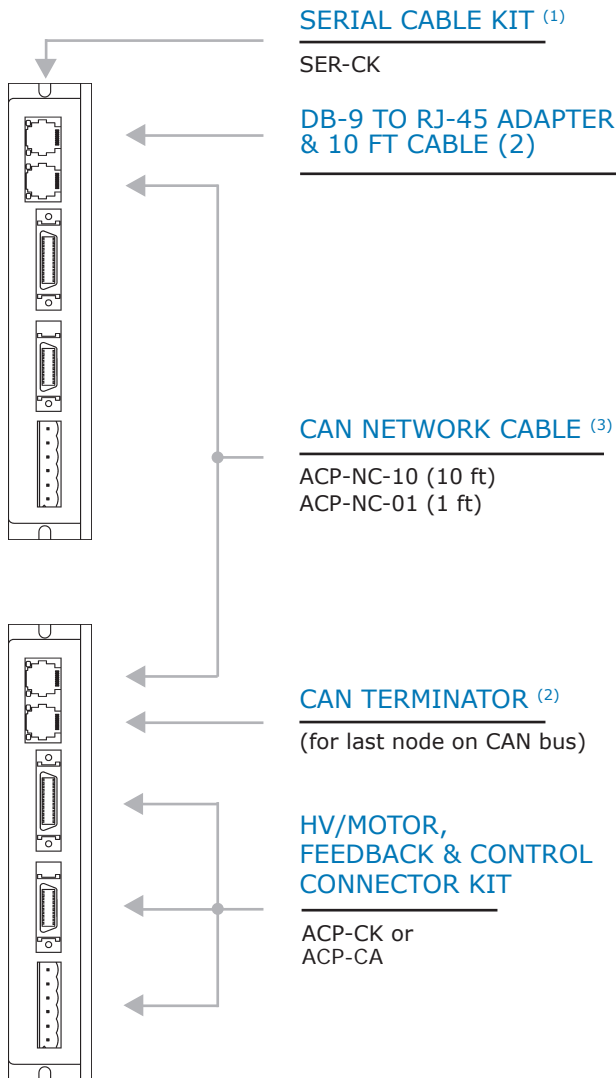 SERIAL CABLE KIT (1)
SER-CK
DB-9 TO RJ-45 ADAPTER
& 10 FT CABLE (2)
CAN NETWORK CABLE (3)
ACP-NC-10 (10 ft)
ACP-NC-01 (1 ft)
CAN TERMINATOR (2)
(for last node on CAN bus)
HV/MOTOR,
FEEDBACK & CONTROL
CONNECTOR KIT
ACP-CK or
ACP-CA